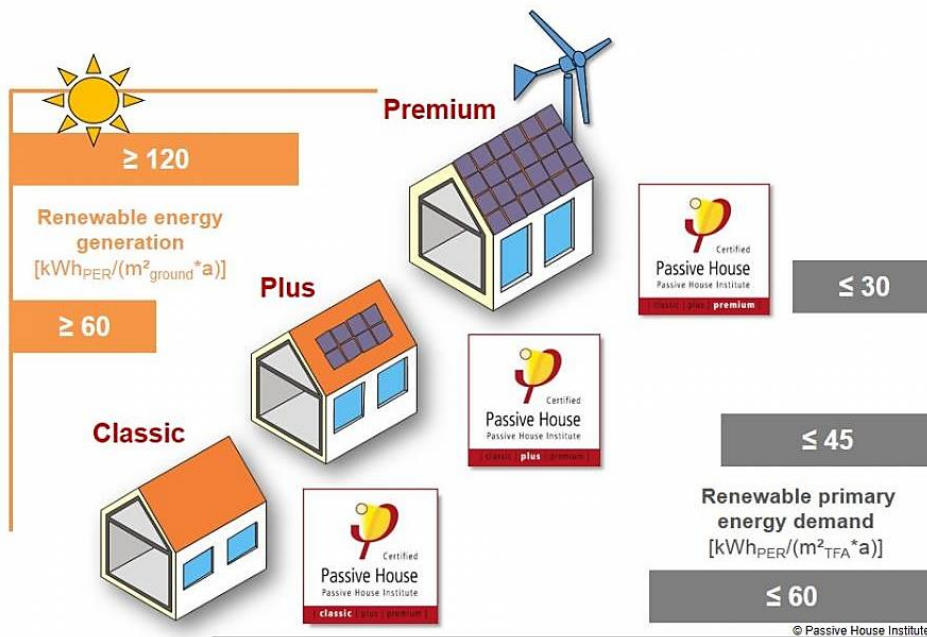 Premium
≥ 120
Renewable energy
generation
[kWhPER/(m²ground*a)]
≥ 60
Certified
Passive House
Passive House Institute
| classic | plus | premium |
≤ 30
Plus
Certified
Passive House
Passive House Institute
| classic | plus | premium |
≤ 45
Classic
Certified
Passive House
Passive House Institute
| classic | plus | premium |
Renewable primary
energy demand
[kWhPER/(m²TFA*a)]
≤ 60
© Passive House Institute